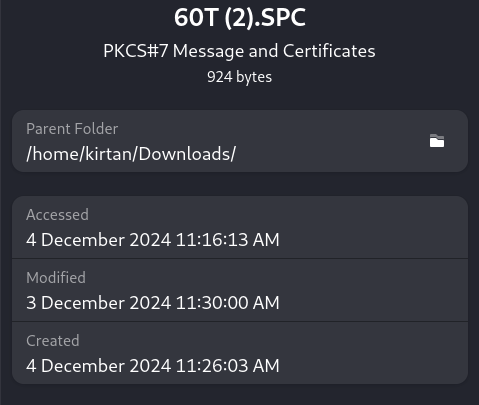 60T (2).SPC
PKCS#7 Message and Certificates
924 bytes
Parent Folder
/home/kirtan/Downloads/
Accessed
4 December 2024 11:16:13 AM
Modified
3 December 2024 11:30:00 AM
Created
4 December 2024 11:26:03 AM